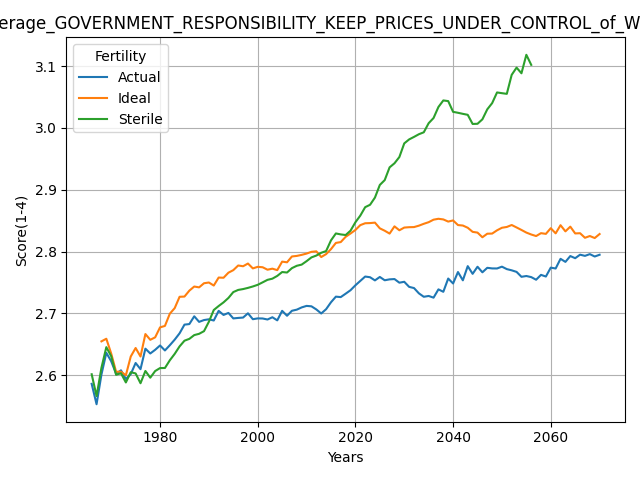 erage_GOVERNMENT_RESPONSIBILITY_KEEP_PRICES_UNDER_CONTROL_of_W
Fertility
Actual
Ideal
Sterile
Score(1-4)
3.1
3.0
2.9
2.8
2.7
2.6
1980 2000 2020 2040 2060
Years